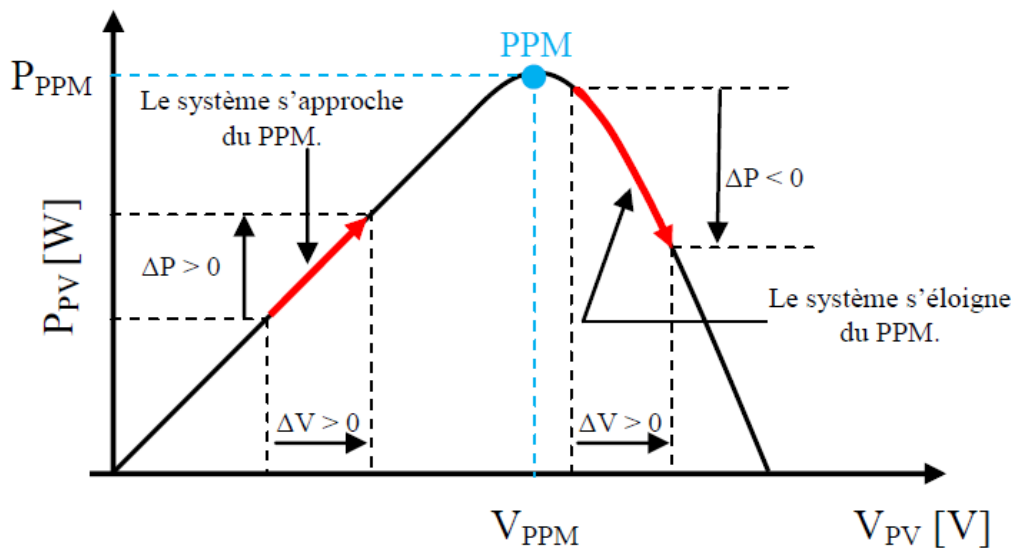 PPM
P_PPM
Le système s’approche
du PPM.
ΔP < 0
P_PV [W]
ΔP > 0
Le système s’éloigne
du PPM.
ΔV > 0
ΔV > 0
V_PPM
V_PV [V]